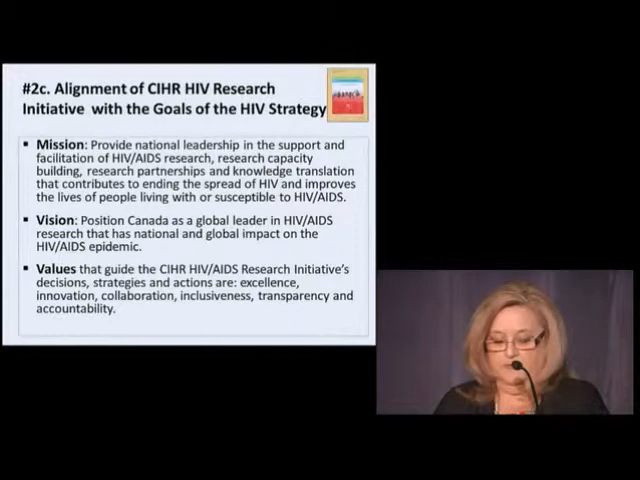 #2c. Alignment of CIHR HIV Research
Initiative with the Goals of the HIV Strategy
▪ Mission: Provide national leadership in the support and
facilitation of HIV/AIDS research, research capacity
building, research partnerships and knowledge translation
that contributes to ending the spread of HIV and improves
the lives of people living with or susceptible to HIV/AIDS.
▪ Vision: Position Canada as a global leader in HIV/AIDS
research that has national and global impact on the
HIV/AIDS epidemic.
▪ Values that guide the CIHR HIV/AIDS Research Initiative's
decisions, strategies and actions are: excellence,
innovation, collaboration, inclusiveness, transparency and
accountability.